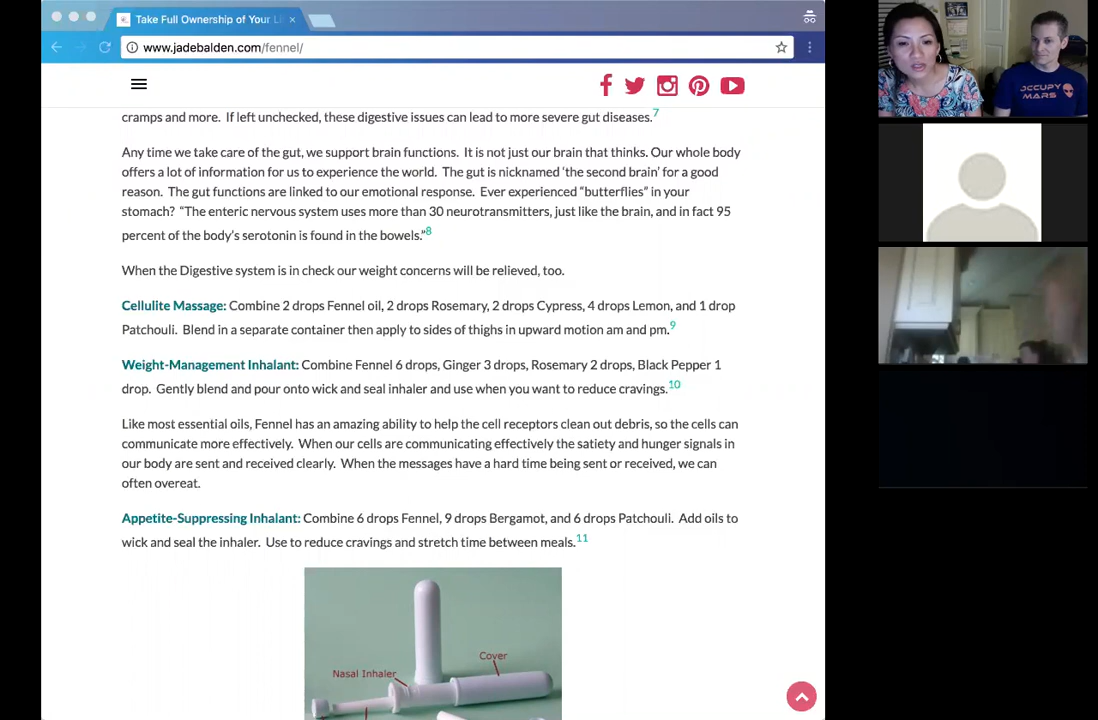 Take Full Ownership of Your L
www.jadebalden.com/fennel/
OCCUPY
MARS
cramps and more. If left unchecked, these digestive issues can lead to more severe gut diseases.7
Any time we take care of the gut, we support brain functions. It is not just our brain that thinks. Our whole body
offers a lot of information for us to experience the world. The gut is nicknamed ‘the second brain’ for a good
reason. The gut functions are linked to our emotional response. Ever experienced “butterflies” in your
stomach? “The enteric nervous system uses more than 30 neurotransmitters, just like the brain, and in fact 95
percent of the body’s serotonin is found in the bowels.”8
When the Digestive system is in check our weight concerns will be relieved, too.
Cellulite Massage: Combine 2 drops Fennel oil, 2 drops Rosemary, 2 drops Cypress, 4 drops Lemon, and 1 drop
Patchouli. Blend in a separate container then apply to sides of thighs in upward motion am and pm.9
Weight-Management Inhalant: Combine Fennel 6 drops, Ginger 3 drops, Rosemary 2 drops, Black Pepper 1
drop. Gently blend and pour onto wick and seal inhaler and use when you want to reduce cravings.10
Like most essential oils, Fennel has an amazing ability to help the cell receptors clean out debris, so the cells can
communicate more effectively. When our cells are communicating effectively the satiety and hunger signals in
our body are sent and received clearly. When the messages have a hard time being sent or received, we can
often overeat.
Appetite-Suppressing Inhalant: Combine 6 drops Fennel, 9 drops Bergamot, and 6 drops Patchouli. Add oils to
wick and seal the inhaler. Use to reduce cravings and stretch time between meals.11
Cover
Nasal Inhaler